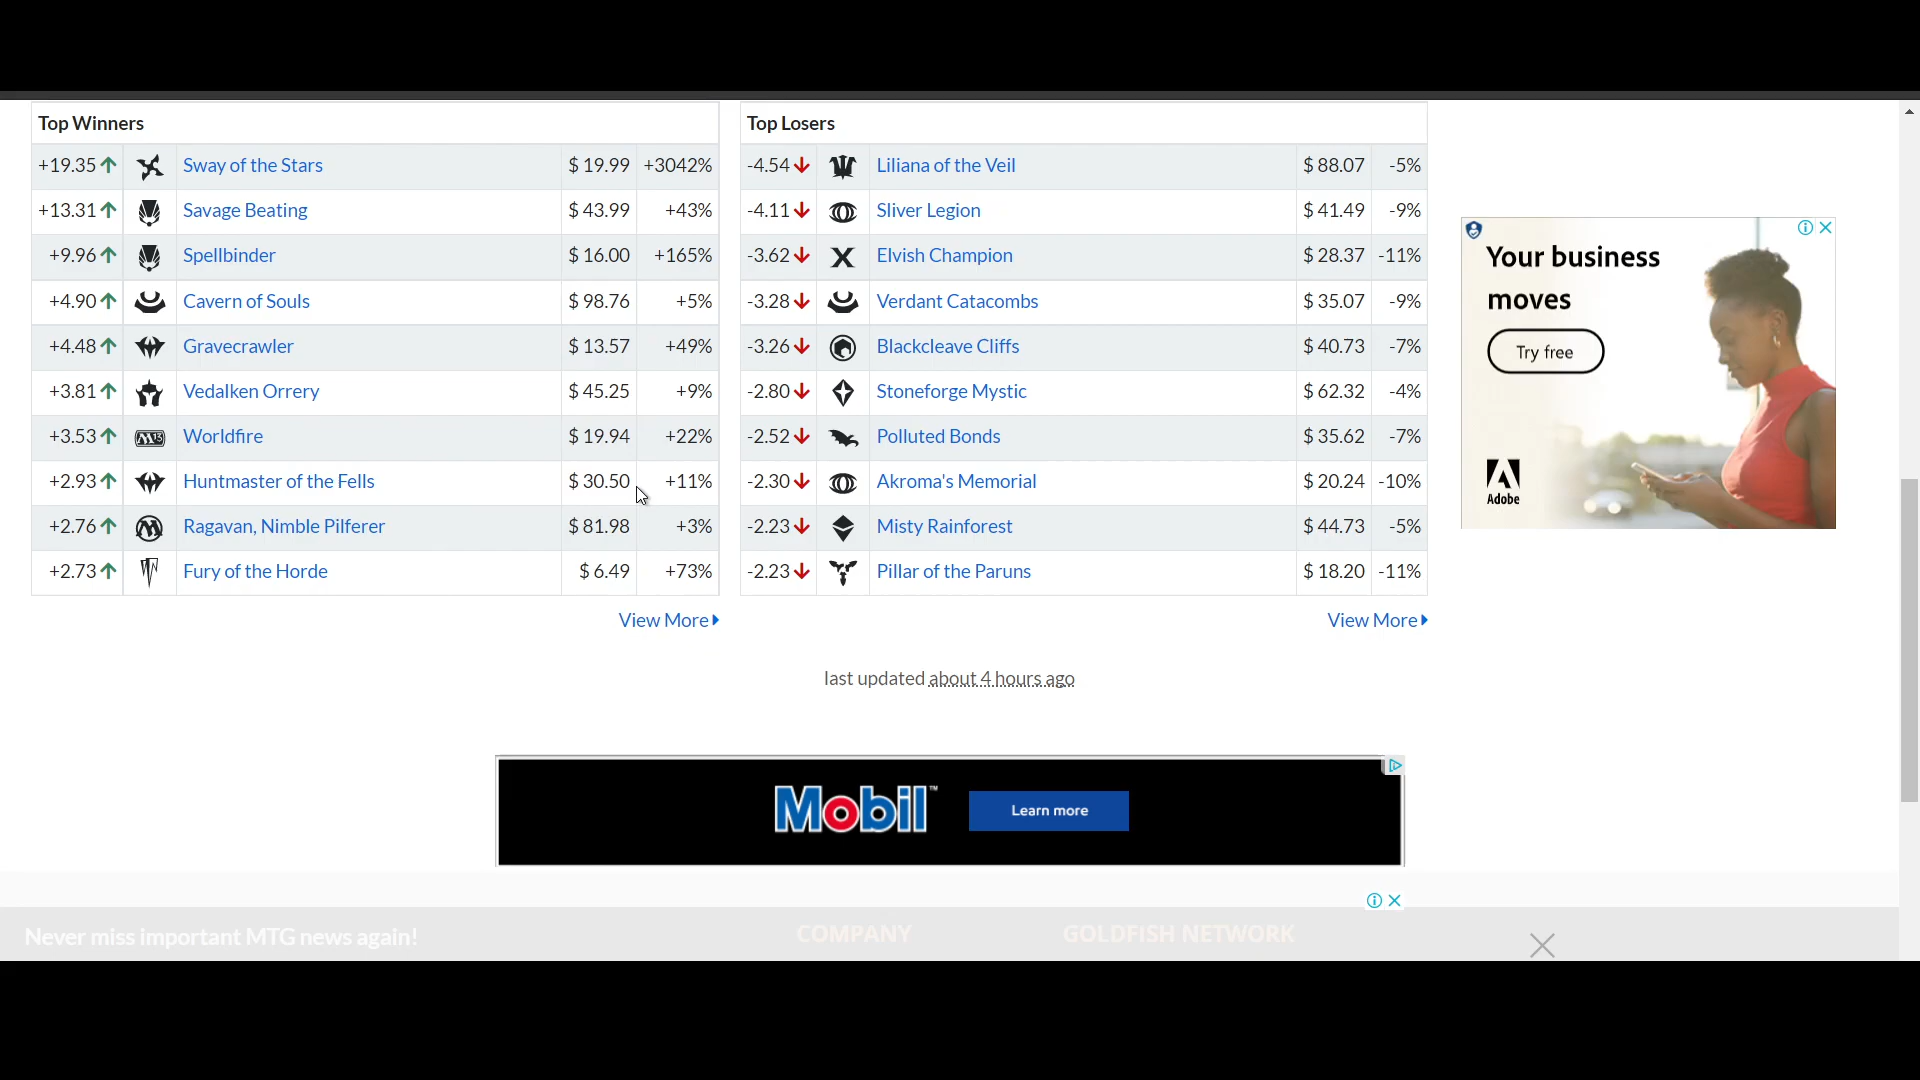 Top Winners
+19.35 Sway of the Stars $ 19.99 +3042%
+13.31 Savage Beating $ 43.99 +43%
+9.96 Spellbinder $ 16.00 +165%
+4.90 Cavern of Souls $ 98.76 +5%
+4.48 Gravecrawler $ 13.57 +49%
+3.81 Vedalken Orrery $ 45.25 +9%
+3.53 M13 Worldfire $ 19.94 +22%
+2.93 Huntmaster of the Fells $ 30.50 +11%
+2.76 Ragavan, Nimble Pilferer $ 81.98 +3%
+2.73 Fury of the Horde $ 6.49 +73%
View More
Top Losers
-4.54 Liliana of the Veil $ 88.07 -5%
-4.11 Sliver Legion $ 41.49 -9%
-3.62 Elvish Champion $ 28.37 -11%
-3.28 Verdant Catacombs $ 35.07 -9%
-3.26 Blackcleave Cliffs $ 40.73 -7%
-2.80 Stoneforge Mystic $ 62.32 -4%
-2.52 Polluted Bonds $ 35.62 -7%
-2.30 Akroma's Memorial $ 20.24 -10%
-2.23 Misty Rainforest $ 44.73 -5%
-2.23 Pillar of the Paruns $ 18.20 -11%
View More
Your business
moves
Try free
Adobe
last updated about 4 hours ago
Mobil™ Learn more
Never miss important MTG news again! COMPANY GOLDFISH NETWORK